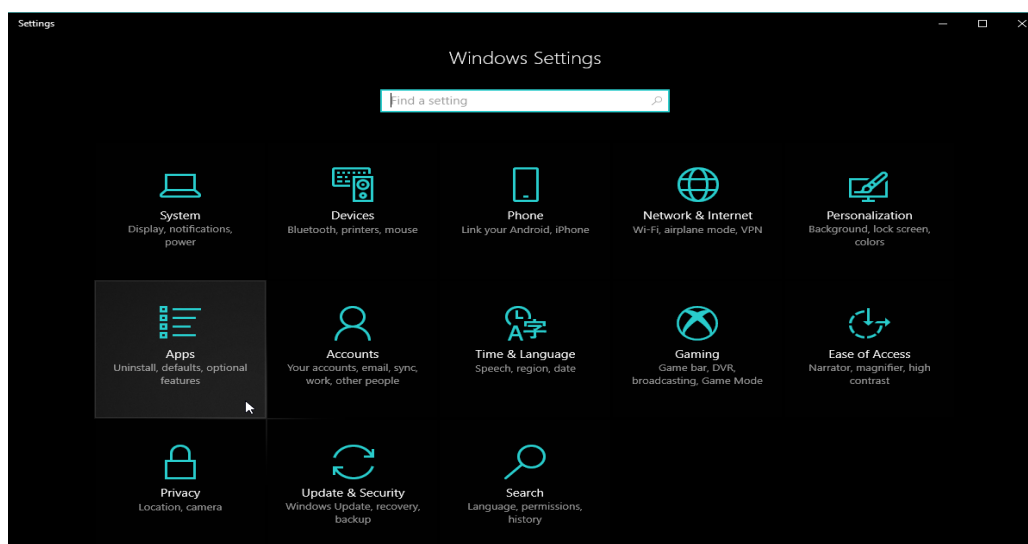 Settings
Windows Settings
Find a setting
System
Display, notifications,
power
Devices
Bluetooth, printers, mouse
Phone
Link your Android, iPhone
Network & Internet
Wi-Fi, airplane mode, VPN
Personalization
Background, lock screen,
colors
Apps
Uninstall, defaults, optional
features
Accounts
Your accounts, email, sync,
work, other people
A字
Time & Language
Speech, region, date
Gaming
Game bar, DVR,
broadcasting, Game Mode
Ease of Access
Narrator, magnifier, high
contrast
Privacy
Location, camera
Update & Security
Windows Update, recovery,
backup
Search
Language, permissions,
history